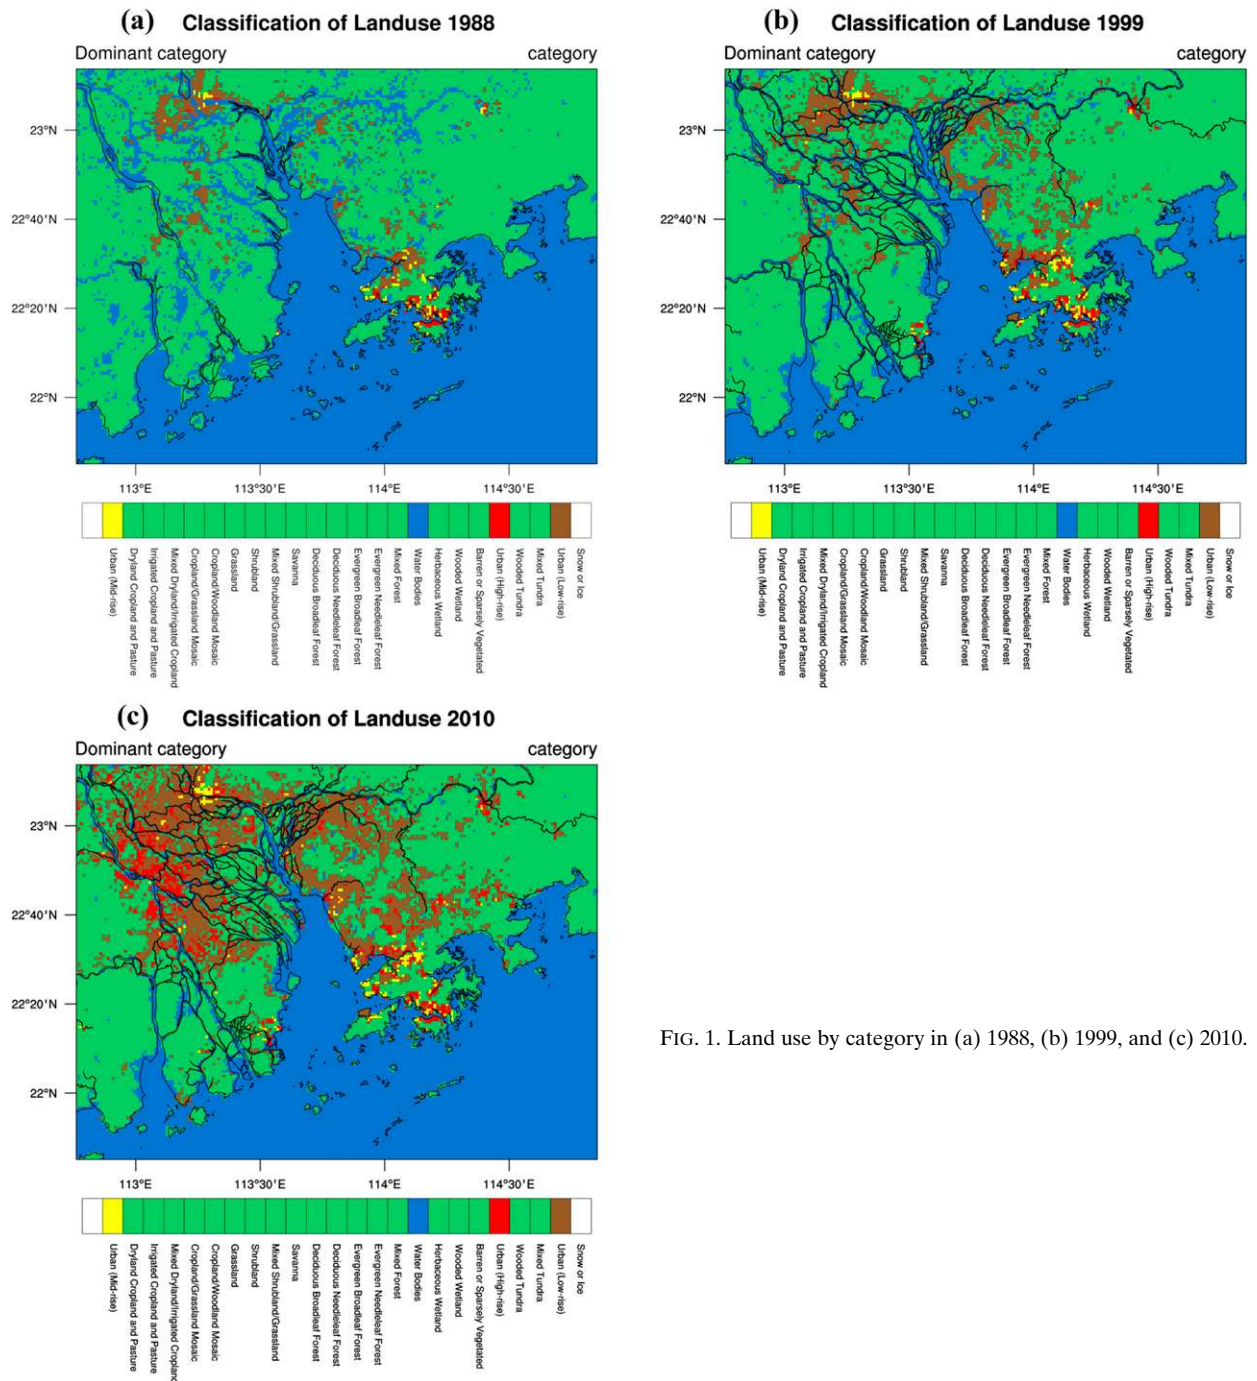 (a) Classification of Landuse 1988
Dominant category category
23°N
22°40'N
22°20'N
22°N
113°E 113°30'E 114°E 114°30'E
Urban (Mid-rise)
Dryland Cropland and Pasture
Irrigated Cropland and Pasture
Mixed Dryland/Irrigated Cropland
Cropland/Grassland Mosaic
Cropland/Woodland Mosaic
Grassland
Shrubland
Mixed Shrubland/Grassland
Savanna
Deciduous Broadleaf Forest
Deciduous Needleleaf Forest
Evergreen Broadleaf Forest
Evergreen Needleleaf Forest
Mixed Forest
Water Bodies
Herbaceous Wetland
Wooded Wetland
Barren or Sparsely Vegetated
Urban (High-rise)
Wooded Tundra
Mixed Tundra
Urban (Low-rise)
Snow or Ice
(b) Classification of Landuse 1999
Dominant category category
23°N
22°40'N
22°20'N
22°N
113°E 113°30'E 114°E 114°30'E
Urban (Mid-rise)
Dryland Cropland and Pasture
Irrigated Cropland and Pasture
Mixed Dryland/Irrigated Cropland
Cropland/Grassland Mosaic
Cropland/Woodland Mosaic
Grassland
Shrubland
Mixed Shrubland/Grassland
Savanna
Deciduous Broadleaf Forest
Deciduous Needleleaf Forest
Evergreen Broadleaf Forest
Evergreen Needleleaf Forest
Mixed Forest
Water Bodies
Herbaceous Wetland
Wooded Wetland
Barren or Sparsely Vegetated
Urban (High-rise)
Wooded Tundra
Mixed Tundra
Urban (Low-rise)
Snow or Ice
(c) Classification of Landuse 2010
Dominant category category
23°N
22°40'N
22°20'N
22°N
113°E 113°30'E 114°E 114°30'E
Urban (Mid-rise)
Dryland Cropland and Pasture
Irrigated Cropland and Pasture
Mixed Dryland/Irrigated Cropland
Cropland/Grassland Mosaic
Cropland/Woodland Mosaic
Grassland
Shrubland
Mixed Shrubland/Grassland
Savanna
Deciduous Broadleaf Forest
Deciduous Needleleaf Forest
Evergreen Broadleaf Forest
Evergreen Needleleaf Forest
Mixed Forest
Water Bodies
Herbaceous Wetland
Wooded Wetland
Barren or Sparsely Vegetated
Urban (High-rise)
Wooded Tundra
Mixed Tundra
Urban (Low-rise)
Snow or Ice
FIG. 1. Land use by category in (a) 1988, (b) 1999, and (c) 2010.